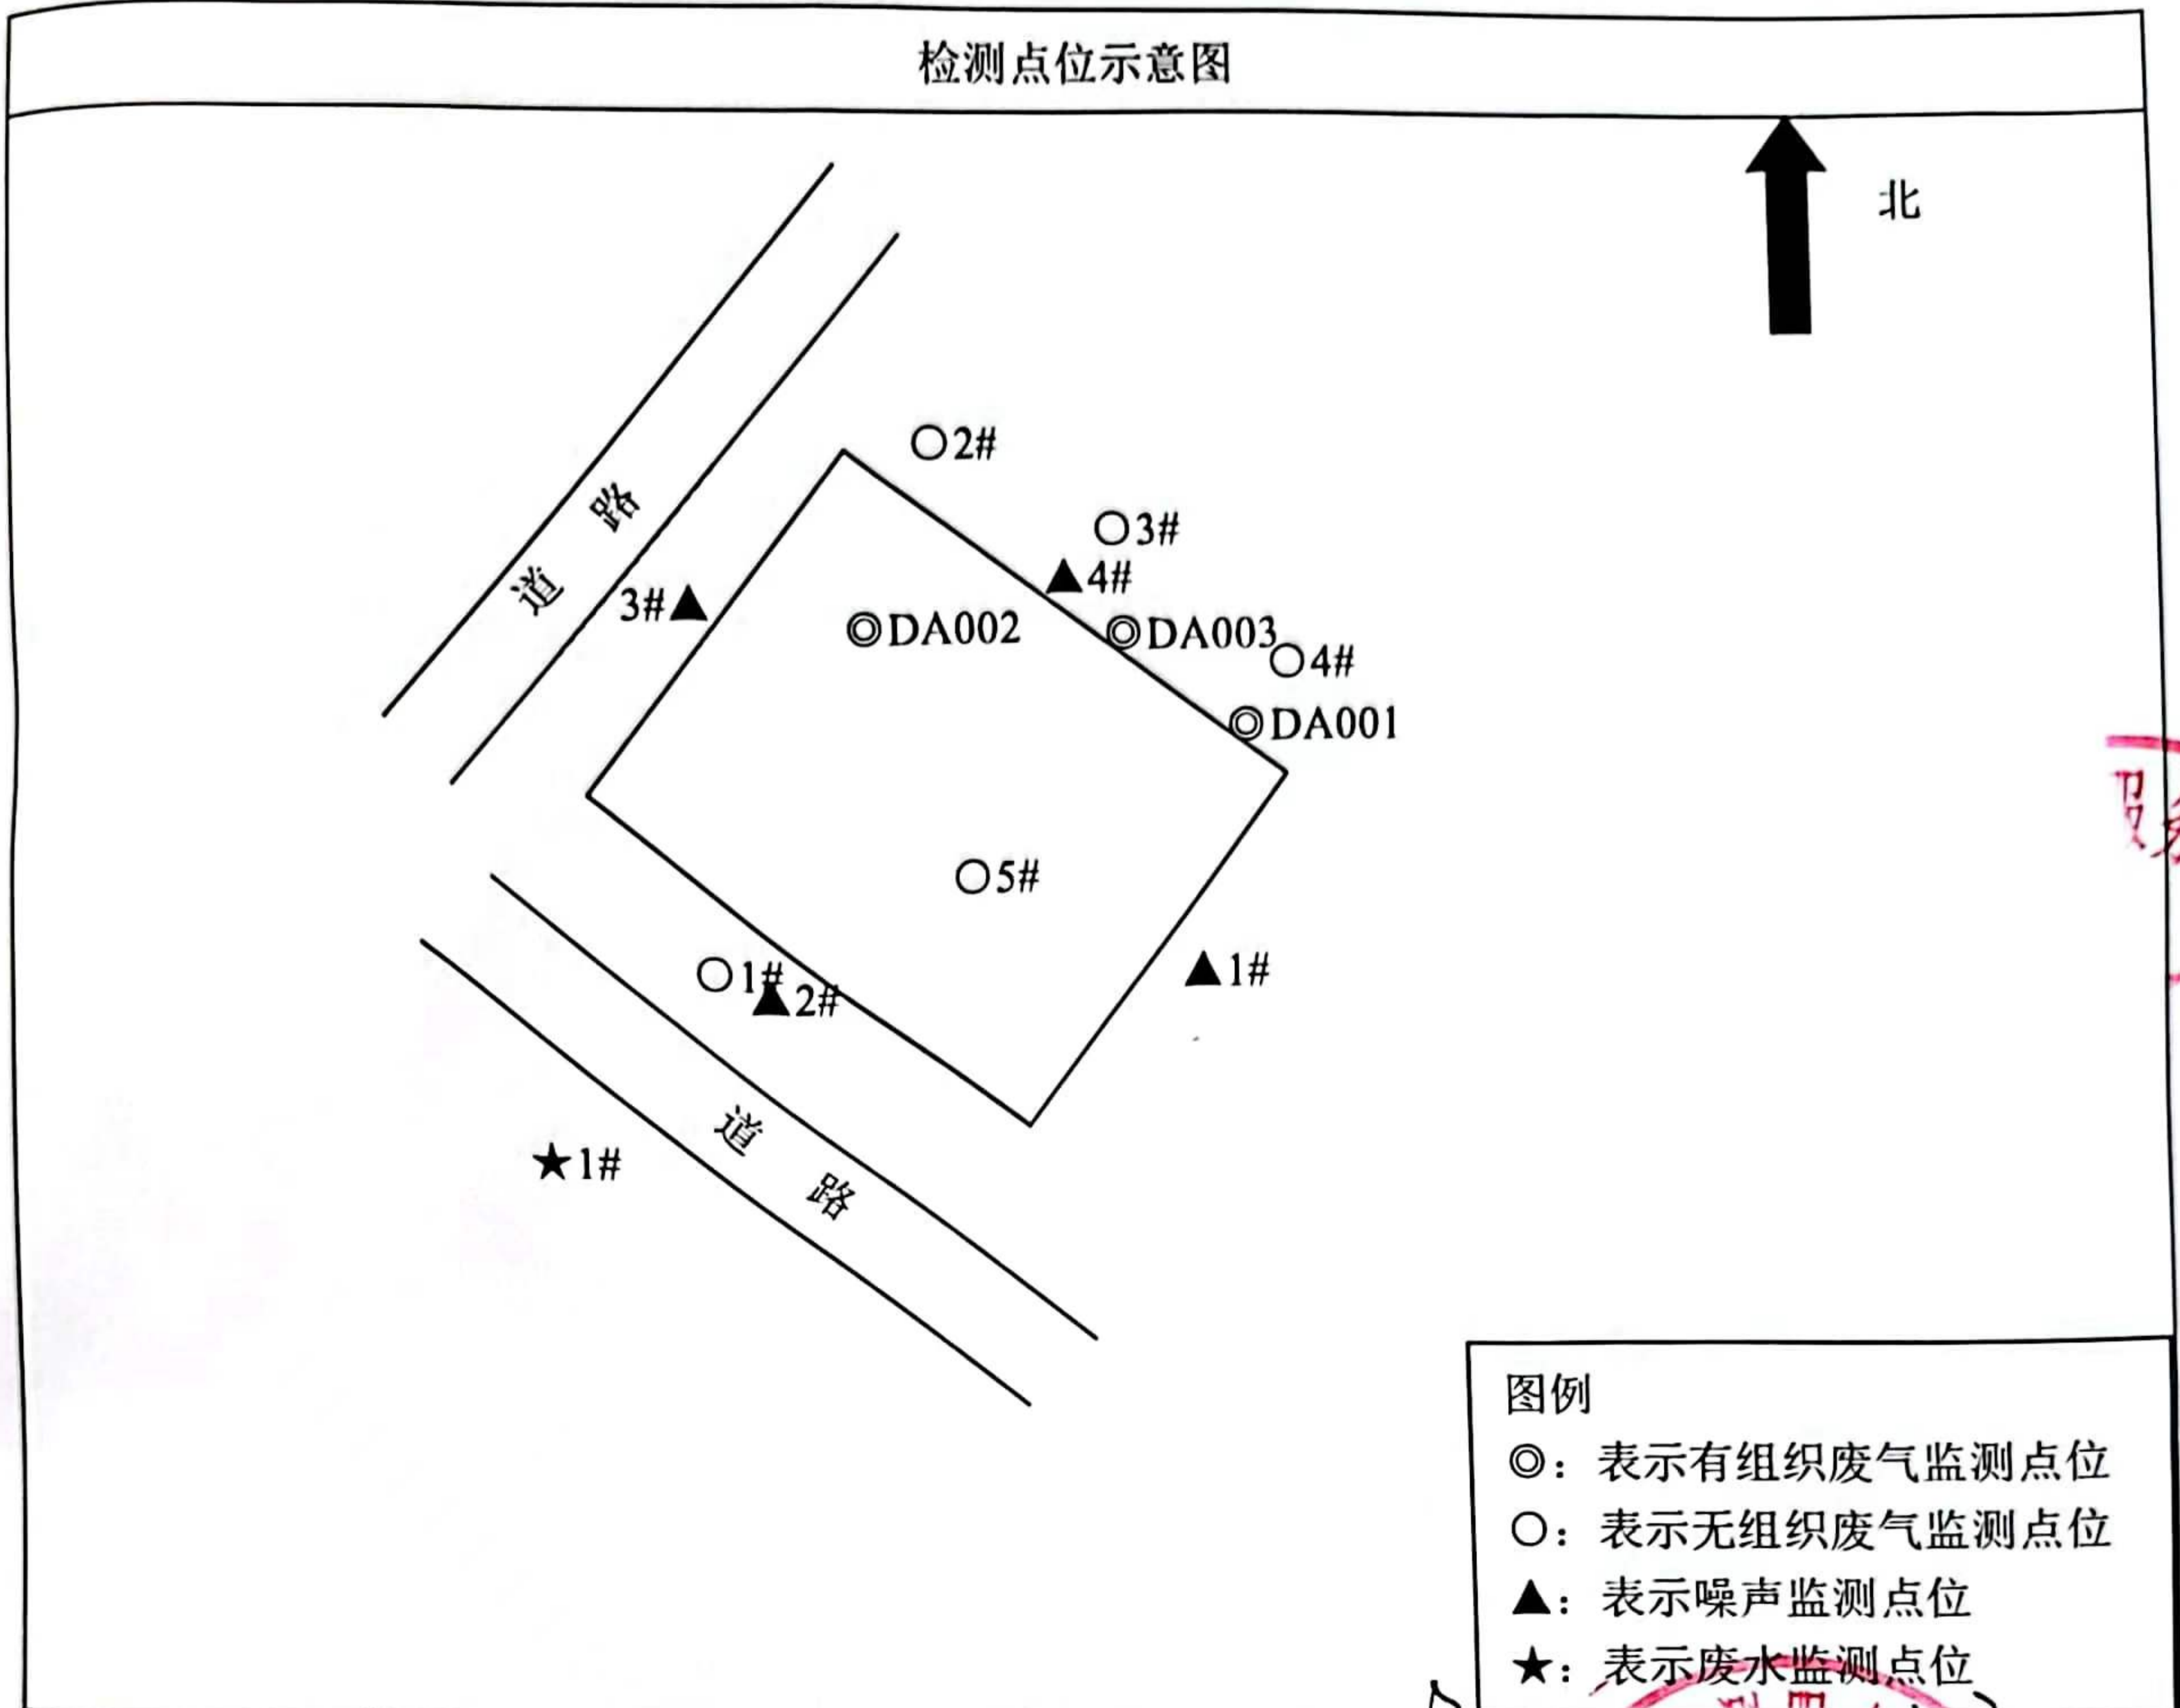 检测点位示意图
北
○2#
○3#
道路
3#▲
▲4#
◎DA002
◎DA003
○4#
◎DA001
○5#
○1#
▲2#
▲1#
道路
★1#
图例
◎：表示有组织废气监测点位
○：表示无组织废气监测点位
▲：表示噪声监测点位
★：表示废水监测点位